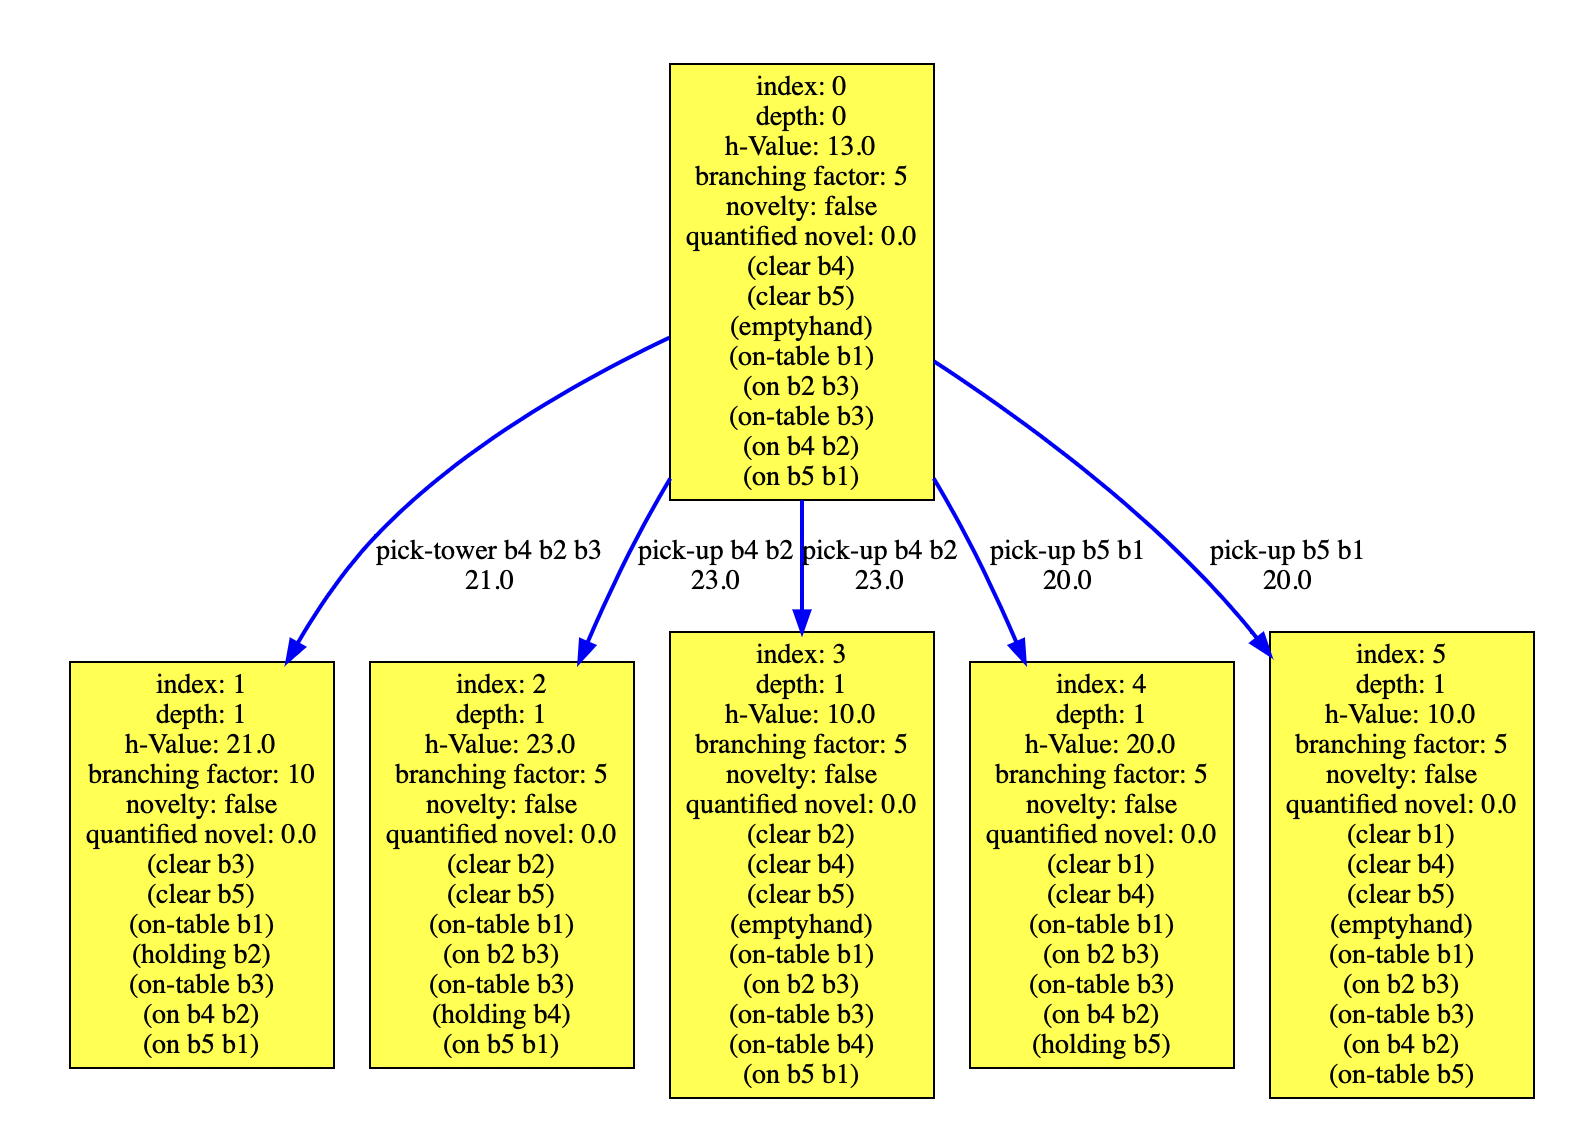 index: 0
depth: 0
h-Value: 13.0
branching factor: 5
novelty: false
quantified novel: 0.0
(clear b4)
(clear b5)
(emptyhand)
(on-table b1)
(on b2 b3)
(on-table b3)
(on b4 b2)
(on b5 b1)
pick-tower b4 b2 b3
21.0
pick-up b4 b2
23.0
pick-up b4 b2
23.0
pick-up b5 b1
20.0
pick-up b5 b1
20.0
index: 1
depth: 1
h-Value: 21.0
branching factor: 10
novelty: false
quantified novel: 0.0
(clear b3)
(clear b5)
(on-table b1)
(holding b2)
(on-table b3)
(on b4 b2)
(on b5 b1)
index: 2
depth: 1
h-Value: 23.0
branching factor: 5
novelty: false
quantified novel: 0.0
(clear b2)
(clear b5)
(on-table b1)
(on b2 b3)
(on-table b3)
(holding b4)
(on b5 b1)
index: 3
depth: 1
h-Value: 10.0
branching factor: 5
novelty: false
quantified novel: 0.0
(clear b2)
(clear b4)
(clear b5)
(emptyhand)
(on-table b1)
(on b2 b3)
(on-table b3)
(on-table b4)
(on b5 b1)
index: 4
depth: 1
h-Value: 20.0
branching factor: 5
novelty: false
quantified novel: 0.0
(clear b1)
(clear b4)
(on-table b1)
(on b2 b3)
(on-table b3)
(on b4 b2)
(holding b5)
index: 5
depth: 1
h-Value: 10.0
branching factor: 5
novelty: false
quantified novel: 0.0
(clear b1)
(clear b4)
(clear b5)
(emptyhand)
(on-table b1)
(on b2 b3)
(on-table b3)
(on b4 b2)
(on-table b5)